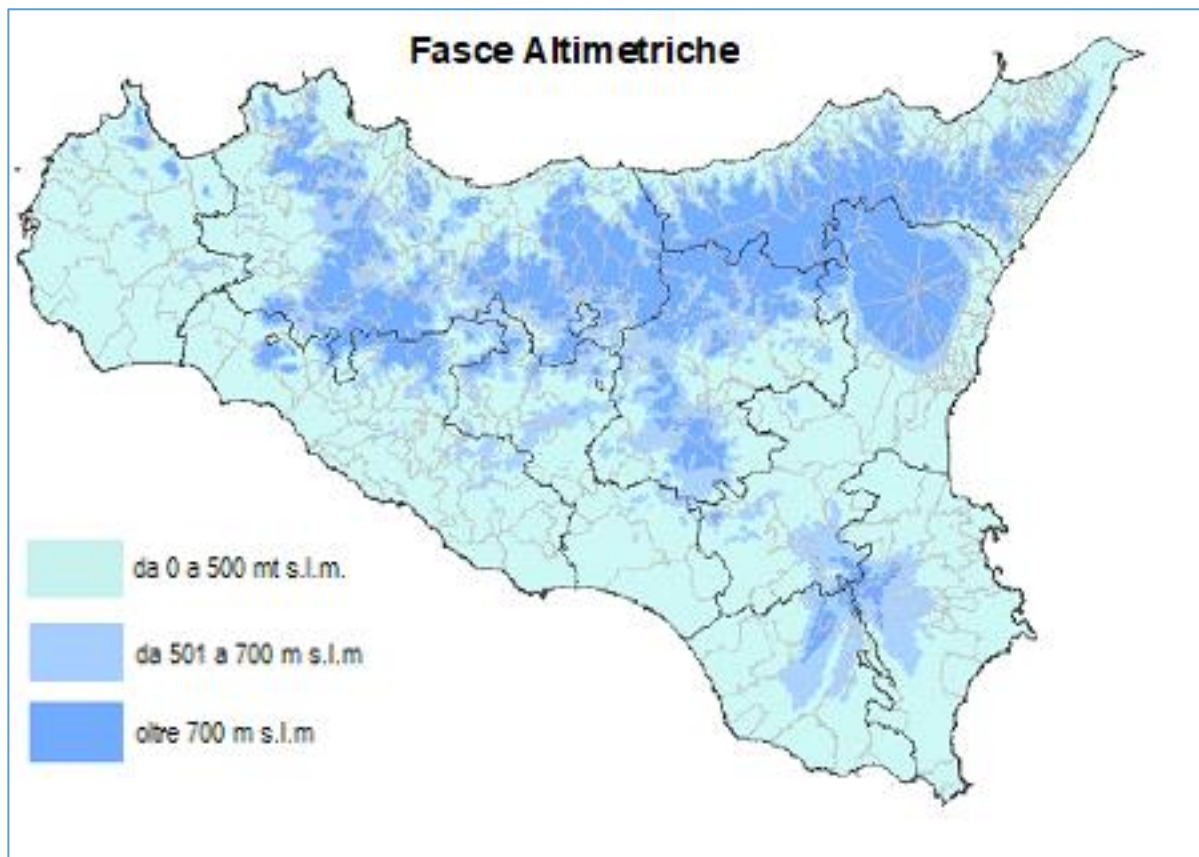 Fasce Altimetriche
da 0 a 500 mt s.l.m.
da 501 a 700 m s.l.m
oltre 700 m s.l.m